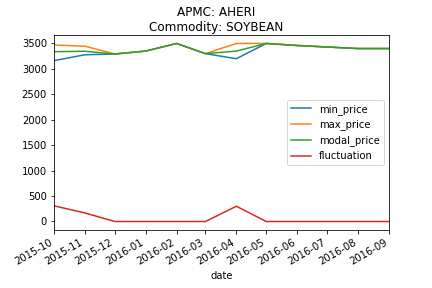 APMC: AHERI
Commodity: SOYBEAN
3500
3000
2500
2000
1500
1000
500
0
min_price
max_price
modal_price
fluctuation
2015-10
2015-11
2015-12
2016-01
2016-02
2016-03
2016-04
2016-05
2016-06
2016-07
2016-08
2016-09
date